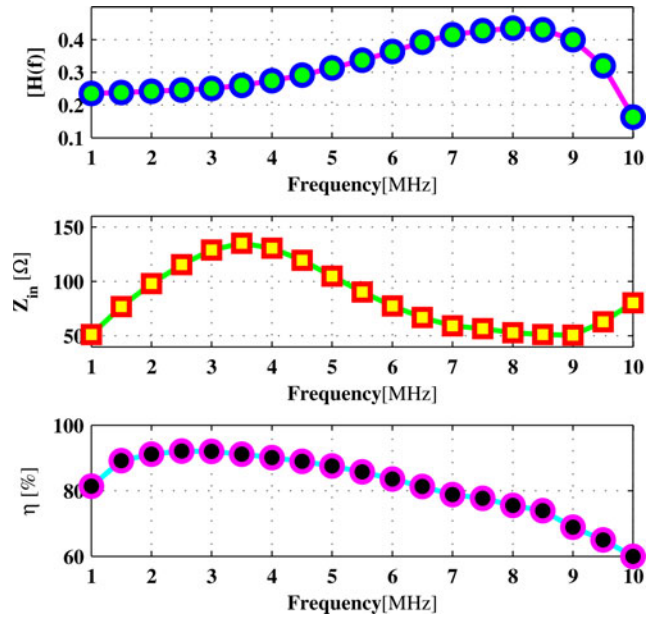 [H(f)]
0.4
0.3
0.2
0.1
1 2 3 4 5 6 7 8 9 10
Frequency[MHz]
Z_in [Ω]
150
100
50
1 2 3 4 5 6 7 8 9 10
Frequency[MHz]
η [%]
100
80
60
1 2 3 4 5 6 7 8 9 10
Frequency[MHz]